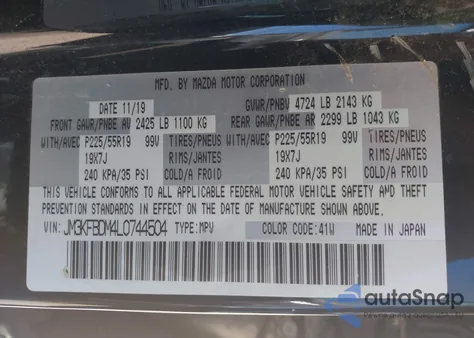 MFD. BY MAZDA MOTOR CORPORATION
DATE 11/19 GVWR/PNBV 4724 LB 2143 KG
FRONT GAWR/PNBE AV 2425 LB 1100 KG REAR GAWR/PNBE AR 2299 LB 1043 KG
WITH/AVEC P225/55R19 99V TIRES/PNEUS WITH/AVEC P225/55R19 99V TIRES/PNEUS
19X7J RIMS/JANTES 19X7J RIMS/JANTES
240 KPA/35 PSI COLD/A FROID 240 KPA/35 PSI COLD/A FROID
THIS VEHICLE CONFORMS TO ALL APPLICABLE FEDERAL MOTOR VEHICLE SAFETY AND THEFT
PREVENTION STANDARDS IN EFFECT ON THE DATE OF MANUFACTURE SHOWN ABOVE.
VIN: JM3KFBDM4L0744504 TYPE: MPV COLOR CODE: 41W MADE IN JAPAN
autoSnap